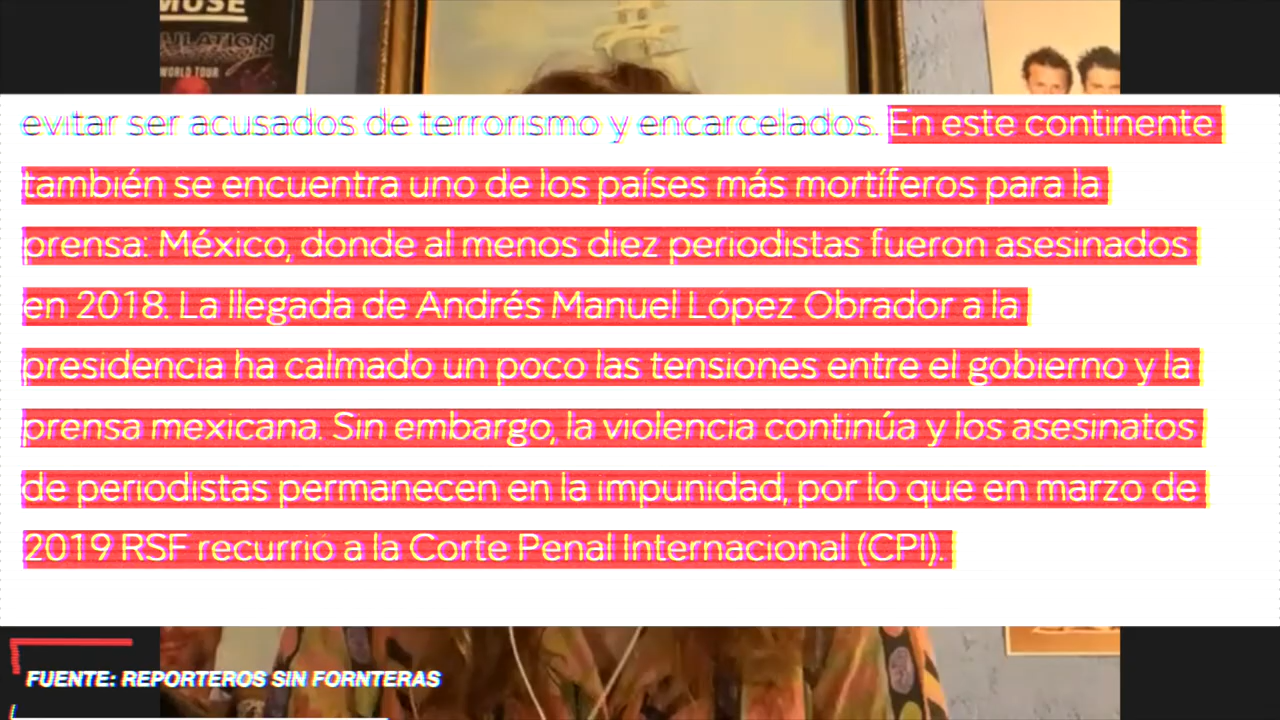 MUSE
ULATION
WORLD TOUR
evitar ser acusados de terrorismo y encarcelados. En este continente
también se encuentra uno de los países más mortíferos para la
prensa: México, donde al menos diez periodistas fueron asesinados
en 2018. La llegada de Andrés Manuel López Obrador a la
presidencia ha calmado un poco las tensiones entre el gobierno y la
prensa mexicana. Sin embargo, la violencia continúa y los asesinatos
de periodistas permanecen en la impunidad, por lo que en marzo de
2019 RSF recurrió a la Corte Penal Internacional (CPI).
FUENTE: REPORTEROS SIN FORNTERAS